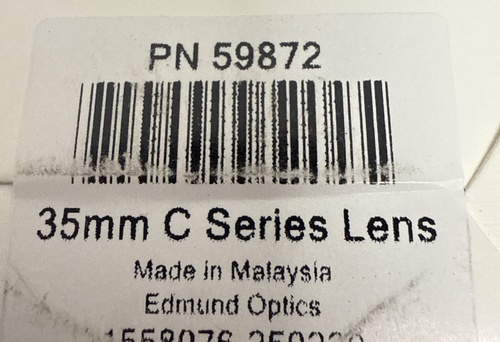 PN 59872
35mm C Series Lens
Made in Malaysia
Edmund Optics